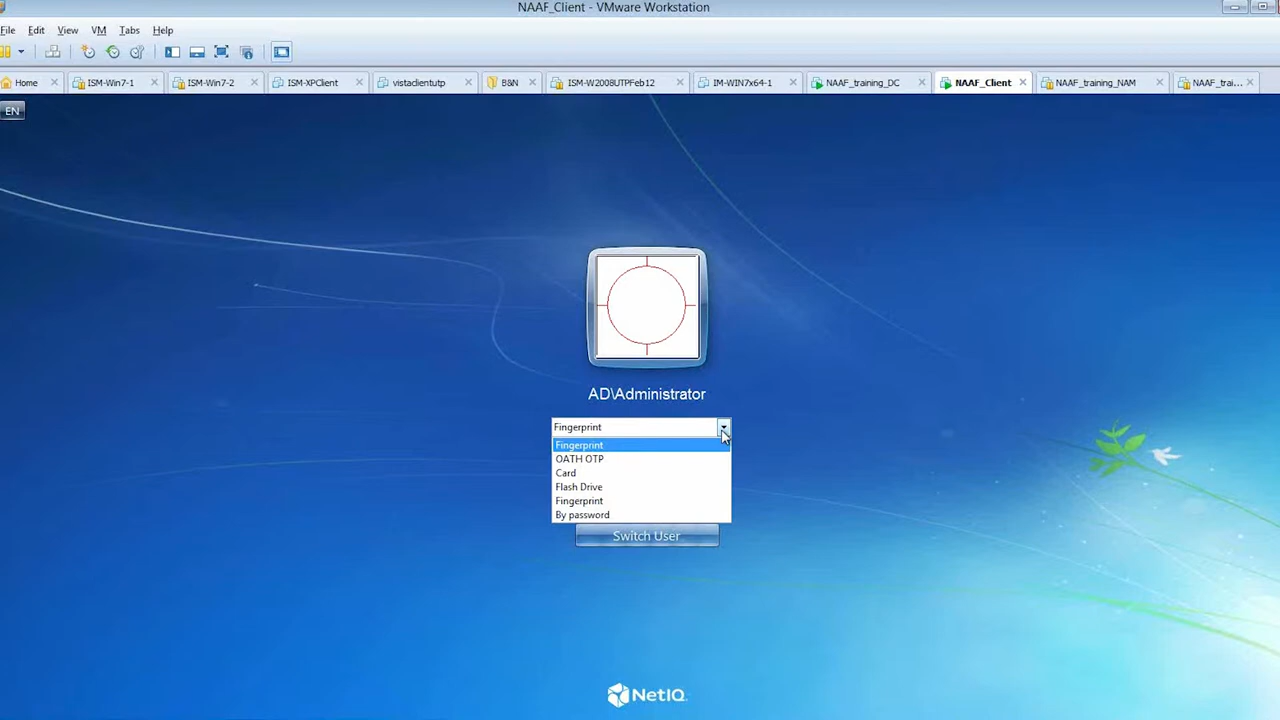 NAAF_Client - VMware Workstation
File Edit View VM Tabs Help
Home ISM-Win7-1 ISM-Win7-2 ISM-XPClient vistaclientutp B&N ISM-W2008UTPFeb12 IM-WIN7x64-1 NAAF_training_DC NAAF_Client NAAF_training_NAM NAAF_trai...
EN
AD\Administrator
Fingerprint
Fingerprint
OATH OTP
Card
Flash Drive
Fingerprint
By password
Switch User
NetIQ